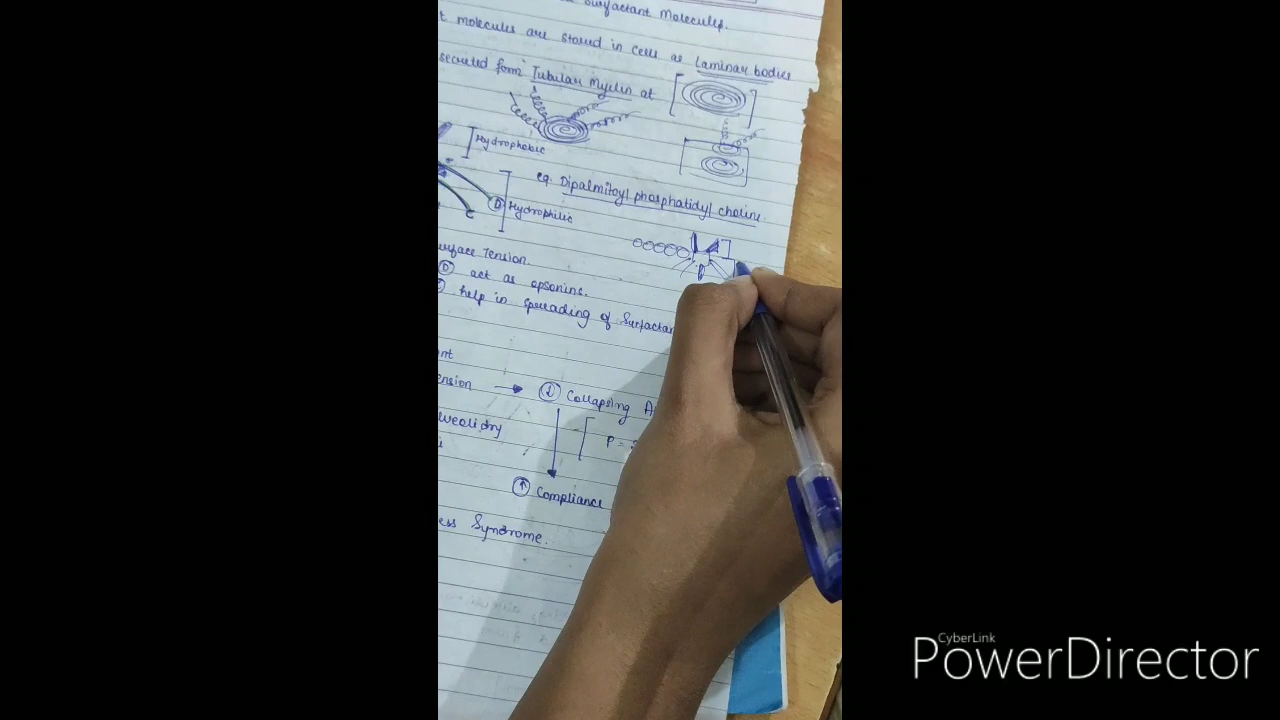 Surfactant Molecules.
t molecules are stored in cells as Laminar bodies
secreted form Tubular Myelin at
Hydrophobic
eg. Dipalmitoyl phosphatidyl choline
D
Hydrophilic
C
urface Tension.
D act as opsonins.
help in spreading of Surfactan
nt
ension → ↓ Collapsing
lveoli dry
P =
↑ Compliance
ess Syndrome.
CyberLink
PowerDirector